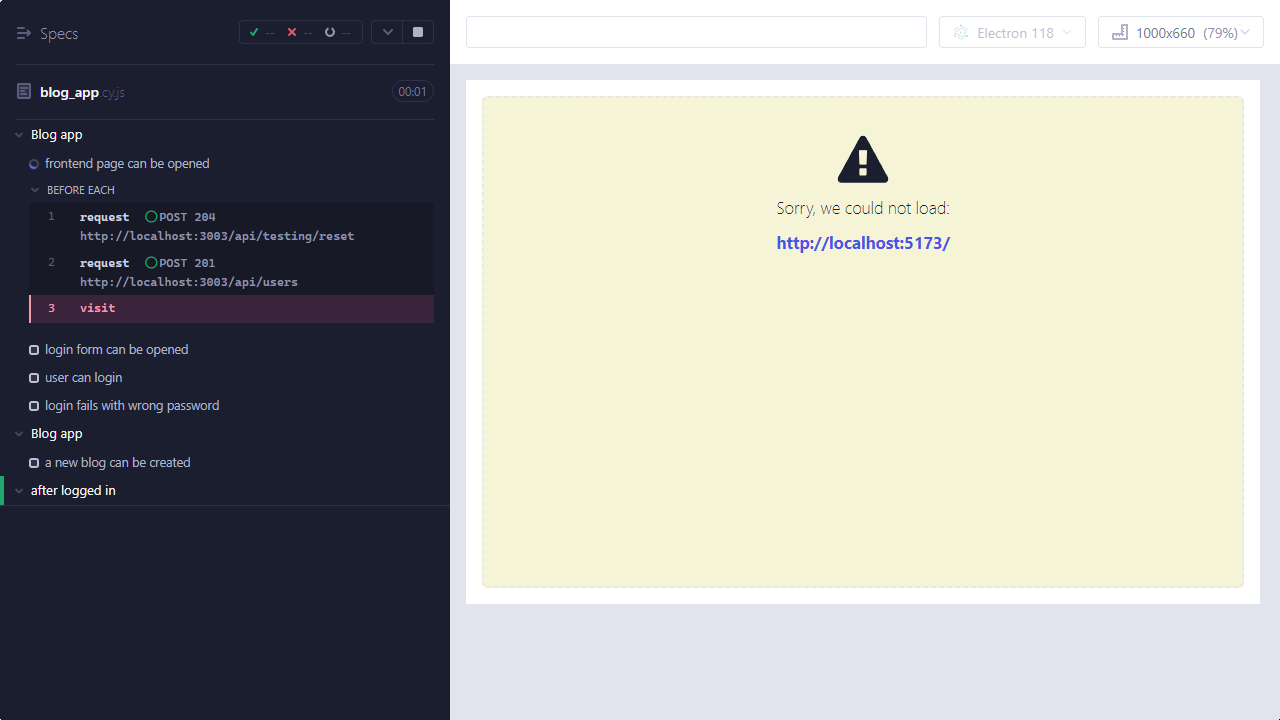 Specs
-- -- --
blog_app.cy.js
00:01
Blog app
frontend page can be opened
BEFORE EACH
1 request POST 204
http://localhost:3003/api/testing/reset
2 request POST 201
http://localhost:3003/api/users
3 visit
login form can be opened
user can login
login fails with wrong password
Blog app
a new blog can be created
after logged in
Electron 118
1000x660 (79%)
Sorry, we could not load:
http://localhost:5173/